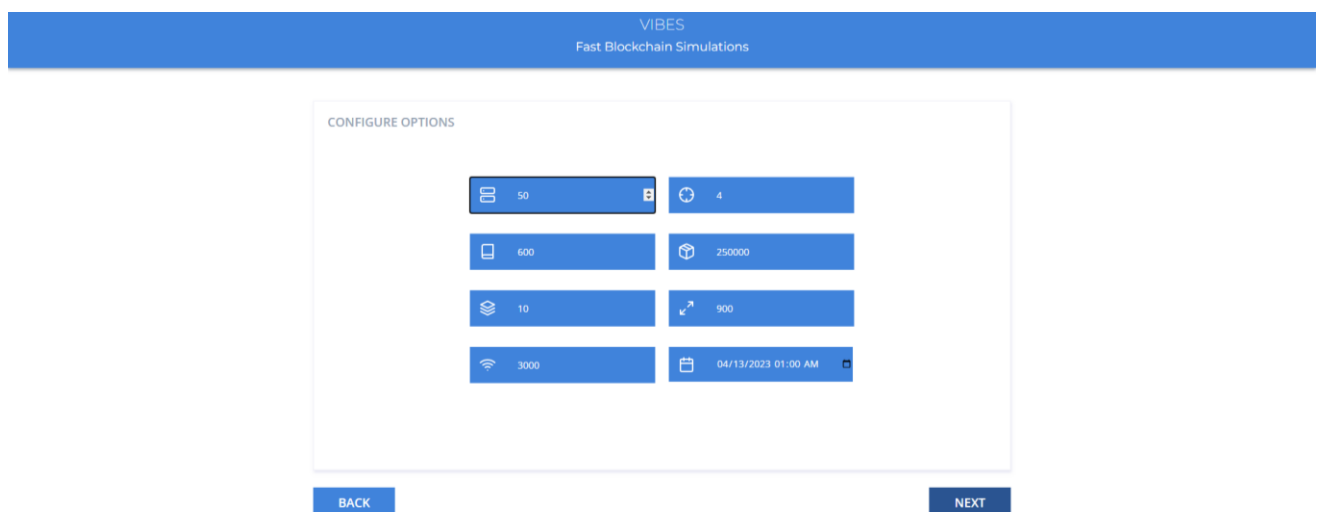 VIBES
Fast Blockchain Simulations
CONFIGURE OPTIONS
50
4
600
250000
10
900
3000
04/13/2023 01:00 AM
BACK
NEXT